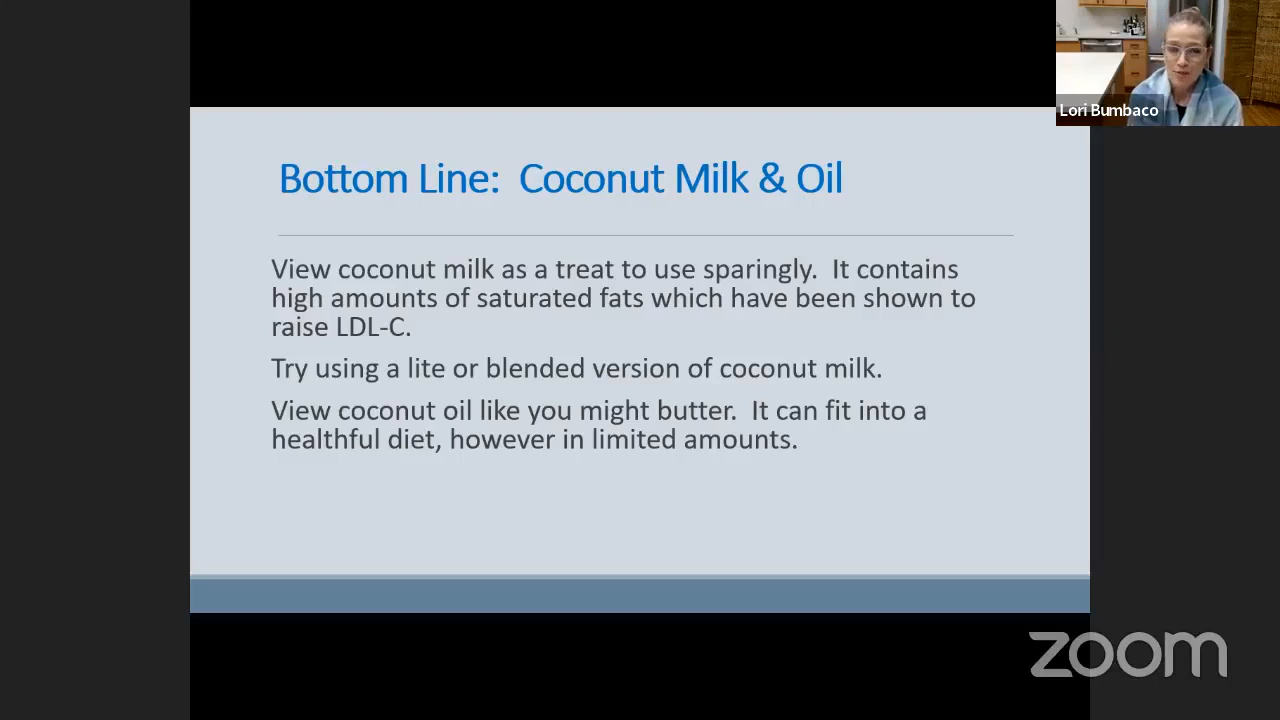 Lori Bumbaco
Bottom Line:  Coconut Milk & Oil
View coconut milk as a treat to use sparingly.  It contains
high amounts of saturated fats which have been shown to
raise LDL-C.
Try using a lite or blended version of coconut milk.
View coconut oil like you might butter.  It can fit into a
healthful diet, however in limited amounts.
zoom